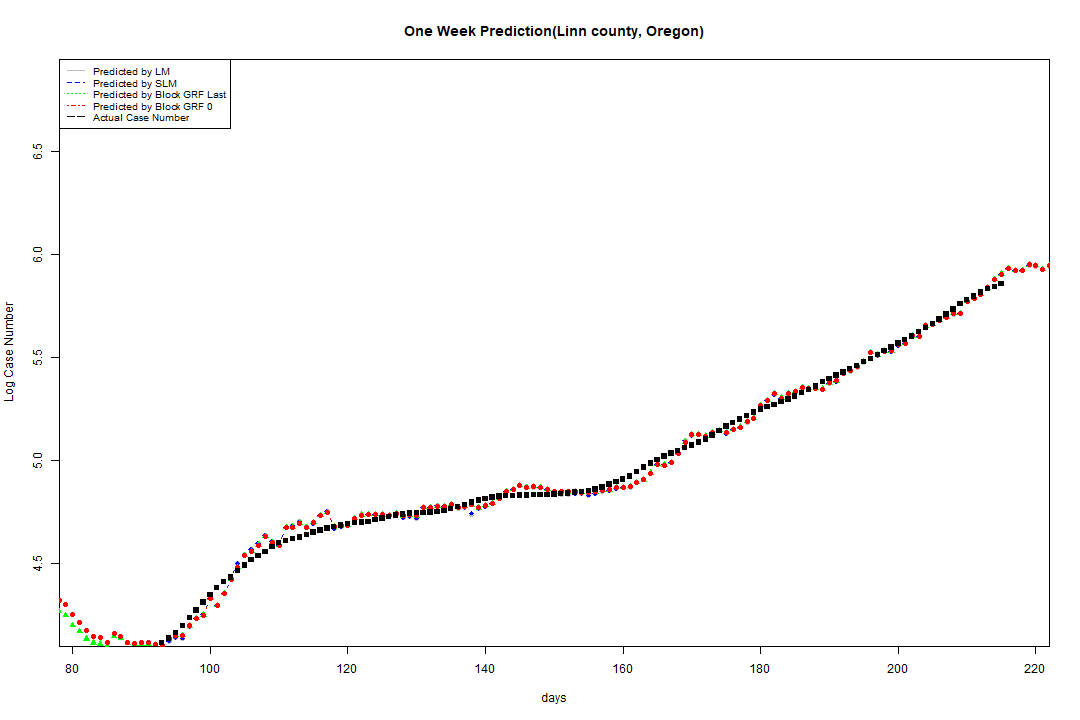 One Week Prediction(Linn county, Oregon)
Predicted by LM
Predicted by SLM
Predicted by Block GRF Last
Predicted by Block GRF 0
Actual Case Number
6.5
6.0
5.5
5.0
4.5
Log Case Number
80 100 120 140 160 180 200 220
days